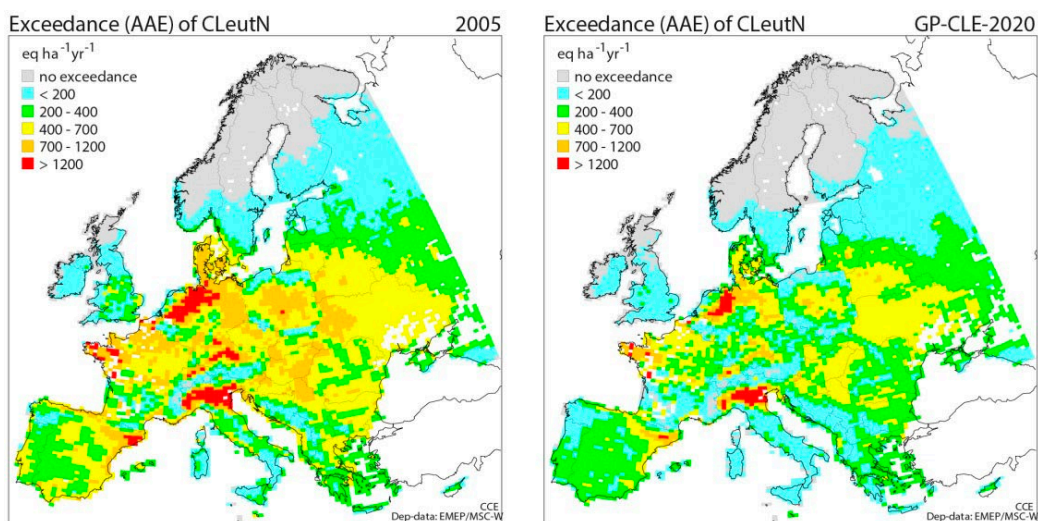 Exceedance (AAE) of CLeutN 2005
eq ha⁻¹yr⁻¹
no exceedance
< 200
200 - 400
400 - 700
700 - 1200
> 1200
CCE
Dep-data: EMEP/MSC-W
Exceedance (AAE) of CLeutN GP-CLE-2020
eq ha⁻¹yr⁻¹
no exceedance
< 200
200 - 400
400 - 700
700 - 1200
> 1200
CCE
Dep-data: EMEP/MSC-W